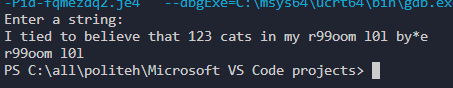 -Pid-fqmezdq2.je4' '--dbgExe=C:\msys64\ucrt64\bin\gdb.ex
Enter a string:
I tied to believe that 123 cats in my r99oom l0l by*e
r99oom l0l
PS C:\all\politeh\Microsoft VS Code projects>